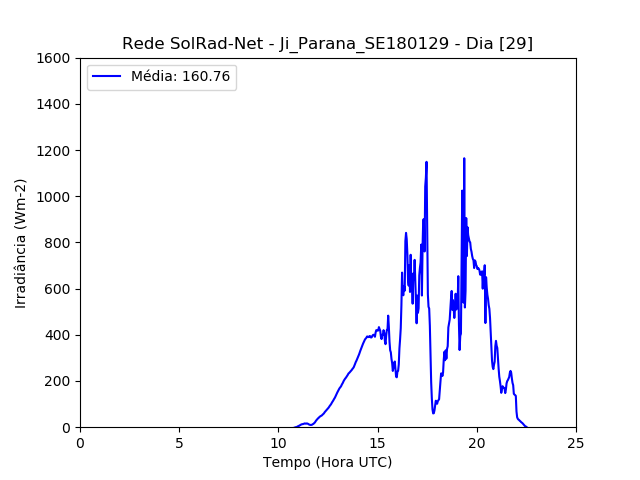 Rede SolRad-Net - Ji_Parana_SE180129 - Dia [29]
Média: 160.76
Irradiância (Wm-2)
1600
1400
1200
1000
800
600
400
200
0
0 5 10 15 20 25
Tempo (Hora UTC)